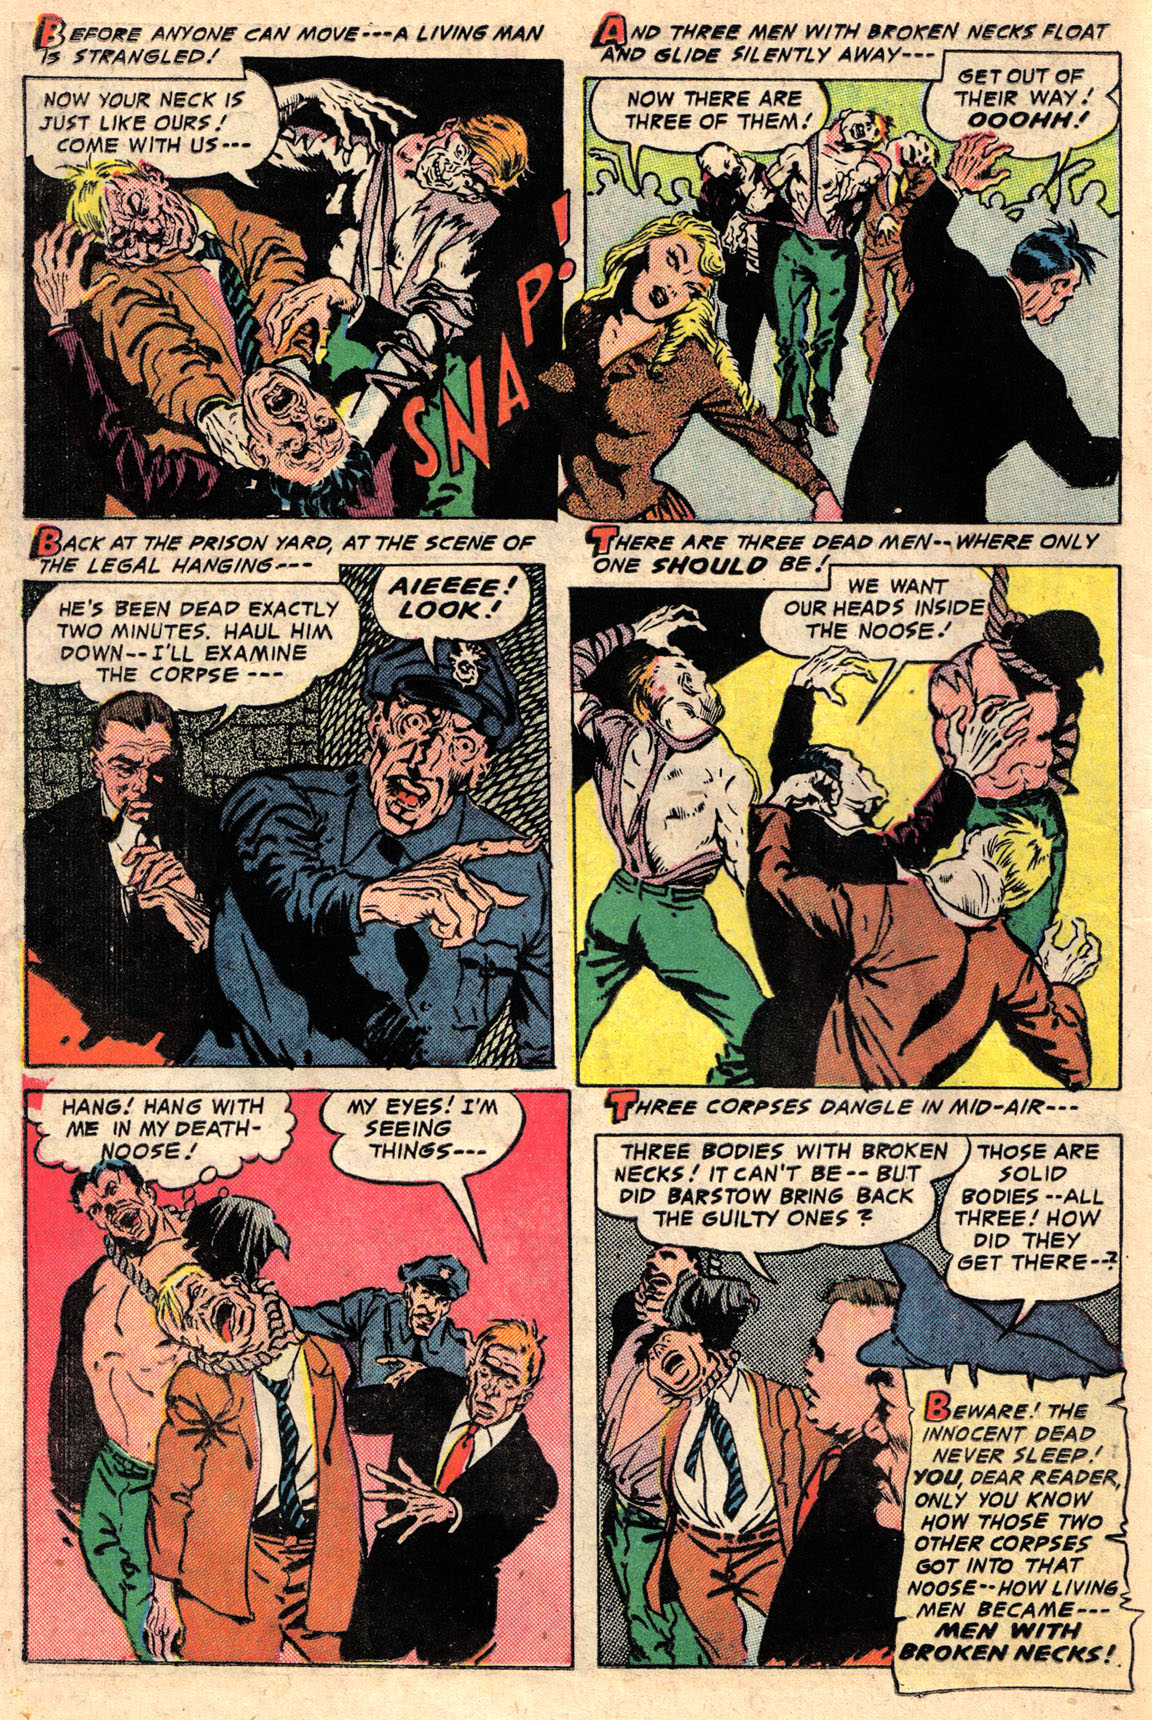 BEFORE ANYONE CAN MOVE---A LIVING MAN
IS STRANGLED!
NOW YOUR NECK IS
JUST LIKE OURS!
COME WITH US---
SNAP!
AND THREE MEN WITH BROKEN NECKS FLOAT
AND GLIDE SILENTLY AWAY---
NOW THERE ARE
THREE OF THEM!
GET OUT OF
THEIR WAY!
OOOHH!
BACK AT THE PRISON YARD, AT THE SCENE OF
THE LEGAL HANGING---
HE'S BEEN DEAD EXACTLY
TWO MINUTES. HAUL HIM
DOWN--I'LL EXAMINE
THE CORPSE ---
AIEEEE!
LOOK!
THERE ARE THREE DEAD MEN--WHERE ONLY
ONE SHOULD BE!
WE WANT
OUR HEADS INSIDE
THE NOOSE!
HANG! HANG WITH
ME IN MY DEATH-
NOOSE!
MY EYES! I'M
SEEING
THINGS---
THREE CORPSES DANGLE IN MID-AIR---
THREE BODIES WITH BROKEN
NECKS! IT CAN'T BE-- BUT
DID BARSTOW BRING BACK
THE GUILTY ONES?
THOSE ARE
SOLID
BODIES--ALL
THREE! HOW
DID THEY
GET THERE--?
BEWARE! THE
INNOCENT DEAD
NEVER SLEEP!
YOU, DEAR READER,
ONLY YOU KNOW
HOW THOSE TWO
OTHER CORPSES
GOT INTO THAT
NOOSE--HOW LIVING
MEN BECAME---
MEN WITH
BROKEN NECKS!